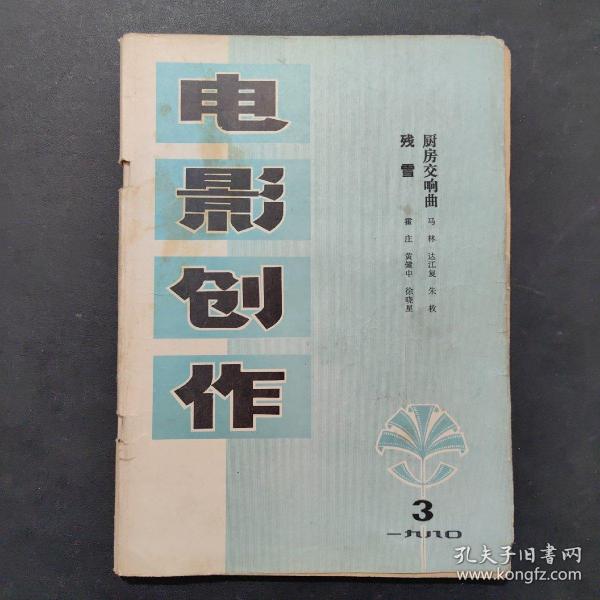 电影创作
厨房交响曲 马林 达江复 朱枚
残雪 霍庄 黄健中 徐晓星
3
一九八〇
孔夫子旧书网
www.kongfz.com